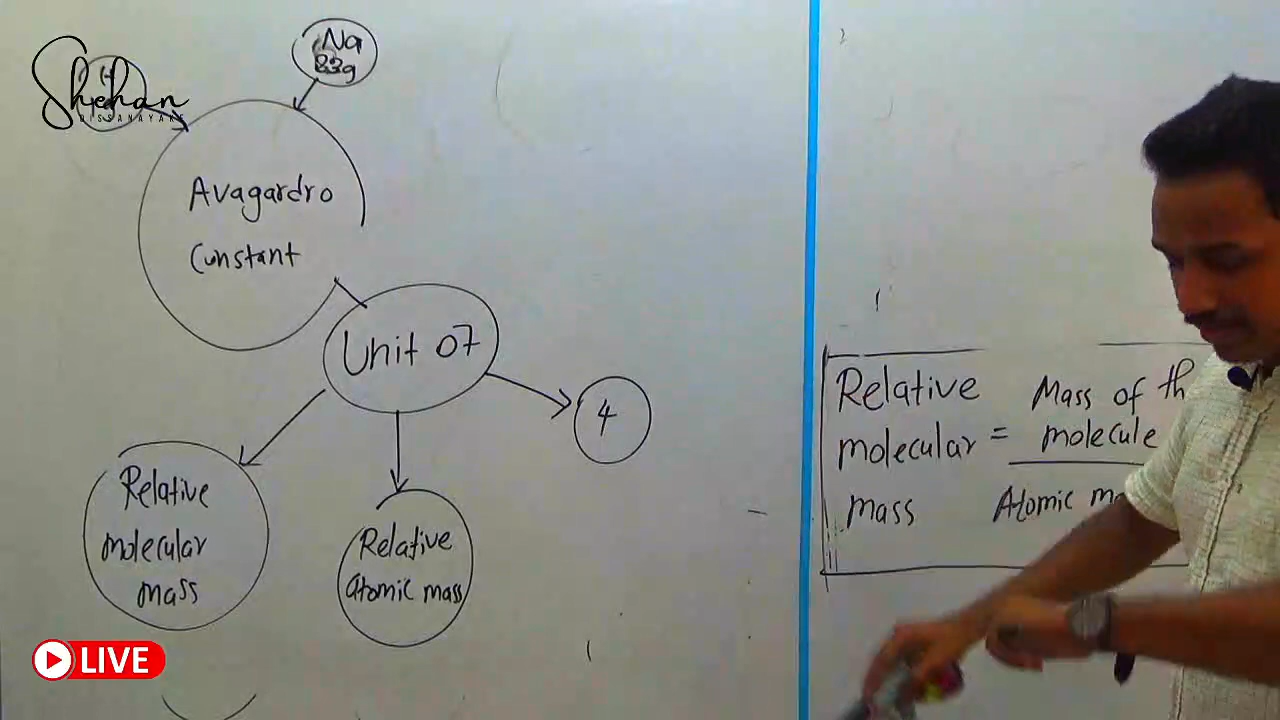 Shehan
DISSANAYAKE
Na
23g
Avagardro
Constant
Unit 07
4
Relative
molecular
mass
Relative
atomic mass
Relative
molecular =
mass
Mass of th
molecule
Atomic m
LIVE